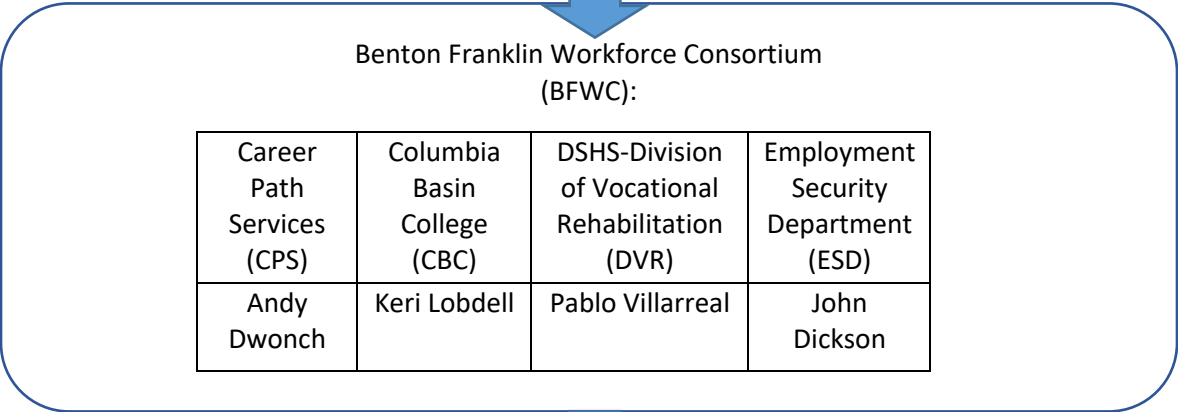 Benton Franklin Workforce Consortium
(BFWC):
Career
Path
Services
(CPS)
Columbia
Basin
College
(CBC)
DSHS-Division
of Vocational
Rehabilitation
(DVR)
Employment
Security
Department
(ESD)
Andy
Dwonch
Keri Lobdell
Pablo Villarreal
John
Dickson